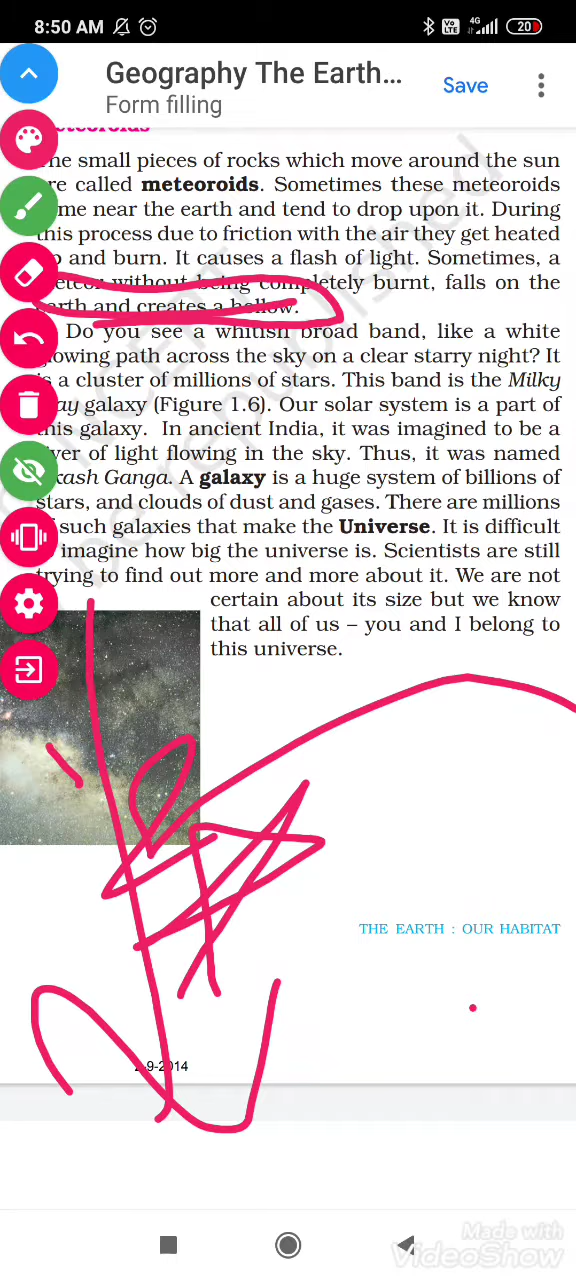 8:50 AM
Vo LTE 4G 20
Geography The Earth...
Form filling
Save
The small pieces of rocks which move around the sun
are called meteoroids. Sometimes these meteoroids
come near the earth and tend to drop upon it. During
this process due to friction with the air they get heated
up and burn. It causes a flash of light. Sometimes, a
meteor without being completely burnt, falls on the
earth and creates a hollow.
Do you see a whitish broad band, like a white
glowing path across the sky on a clear starry night? It
is a cluster of millions of stars. This band is the Milky
Way galaxy (Figure 1.6). Our solar system is a part of
this galaxy. In ancient India, it was imagined to be a
river of light flowing in the sky. Thus, it was named
Akash Ganga. A galaxy is a huge system of billions of
stars, and clouds of dust and gases. There are millions
of such galaxies that make the Universe. It is difficult
imagine how big the universe is. Scientists are still
trying to find out more and more about it. We are not
certain about its size but we know
that all of us – you and I belong to
this universe.
THE EARTH : OUR HABITAT
-9-2014
Made with
VideoShow